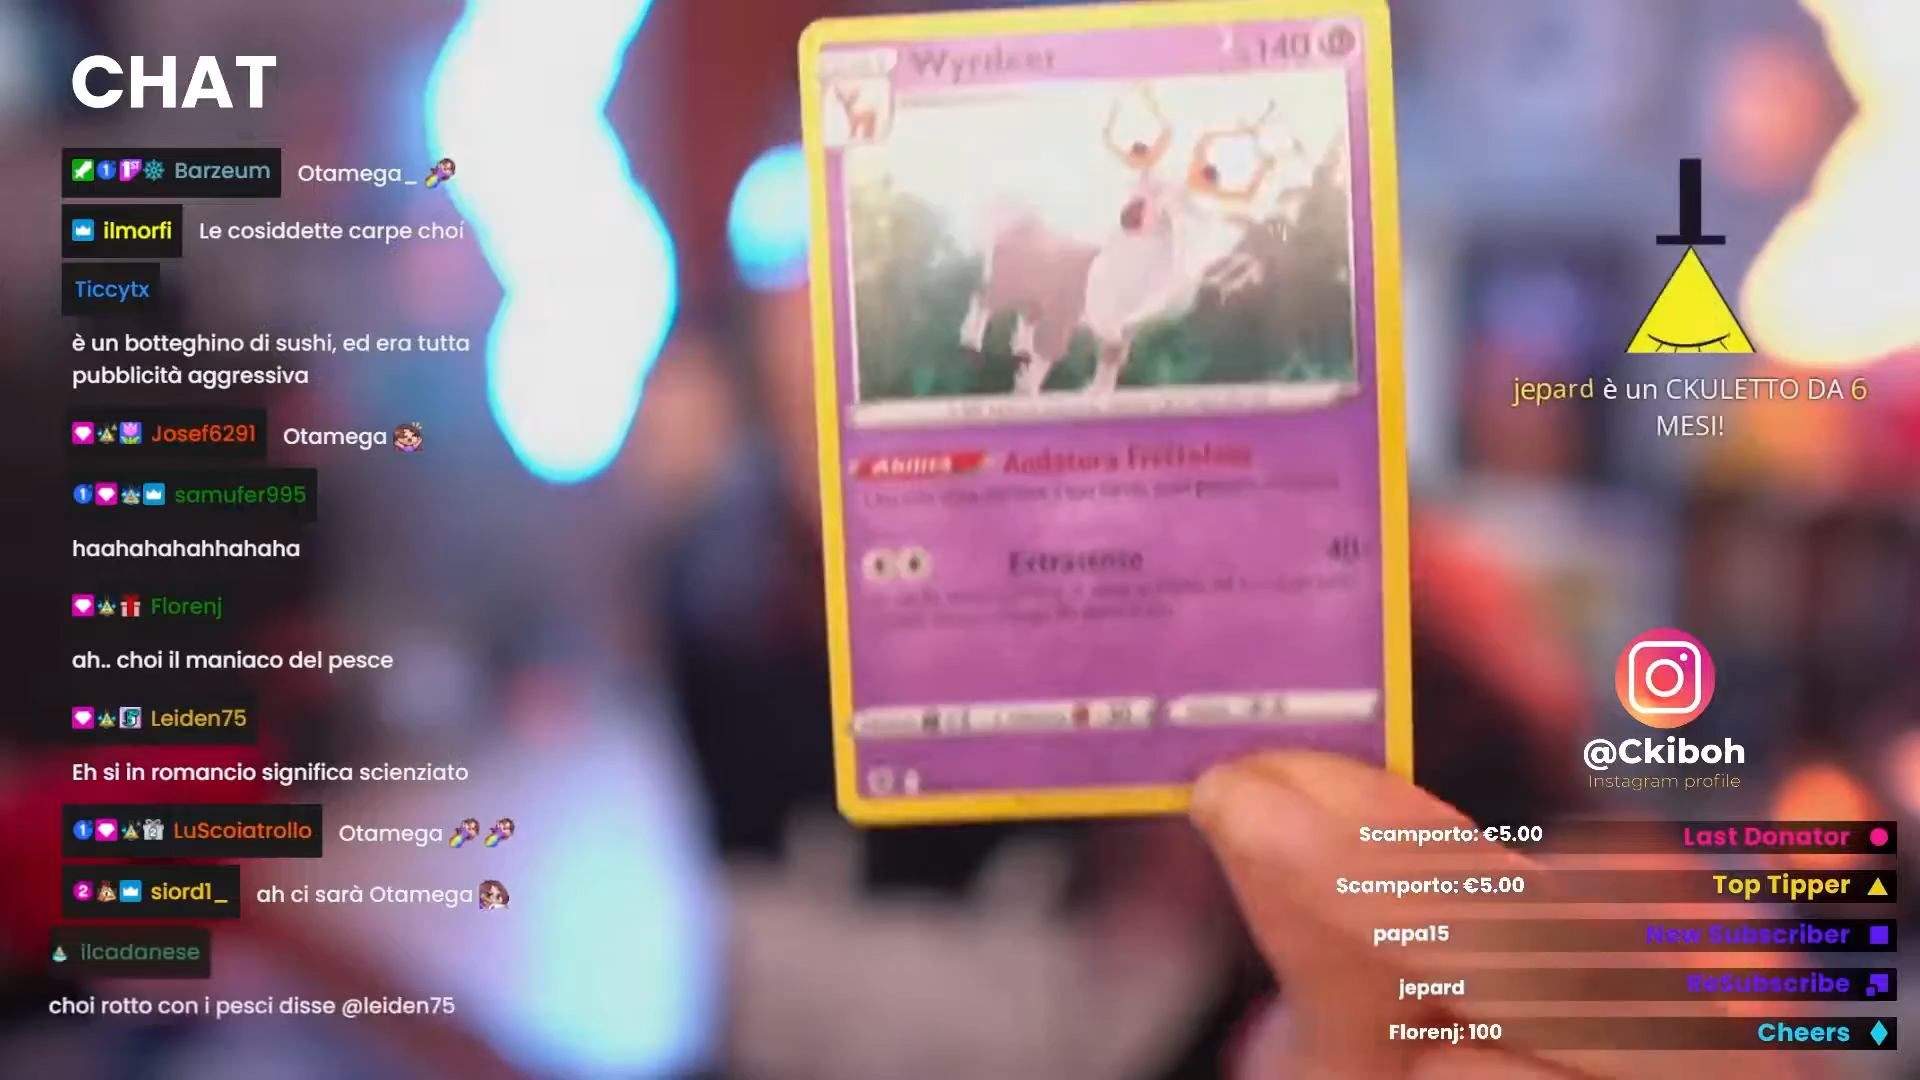 CHAT
Barzeum Otamega_
ilmorfi Le cosiddette carpe choi
Ticcytx
è un botteghino di sushi, ed era tutta
pubblicità aggressiva
Josef6291 Otamega
samufer995
haahahahahhahaha
Florenj
ah.. choi il maniaco del pesce
Leiden75
Eh si in romancio significa scienziato
LuScoiatrollo Otamega
siord1_ ah ci sarà Otamega
ilcadanese
choi rotto con i pesci disse @leiden75
Wyrdeer 140
Abilità Andatura Frettolosa
Extrasenso 40
jepard è un CKULETTO DA 6
MESI!
@Ckiboh
Instagram profile
Scamporto: €5.00 Last Donator
Scamporto: €5.00 Top Tipper
papa15 New Subscriber
jepard ReSubscribe
Florenj: 100 Cheers